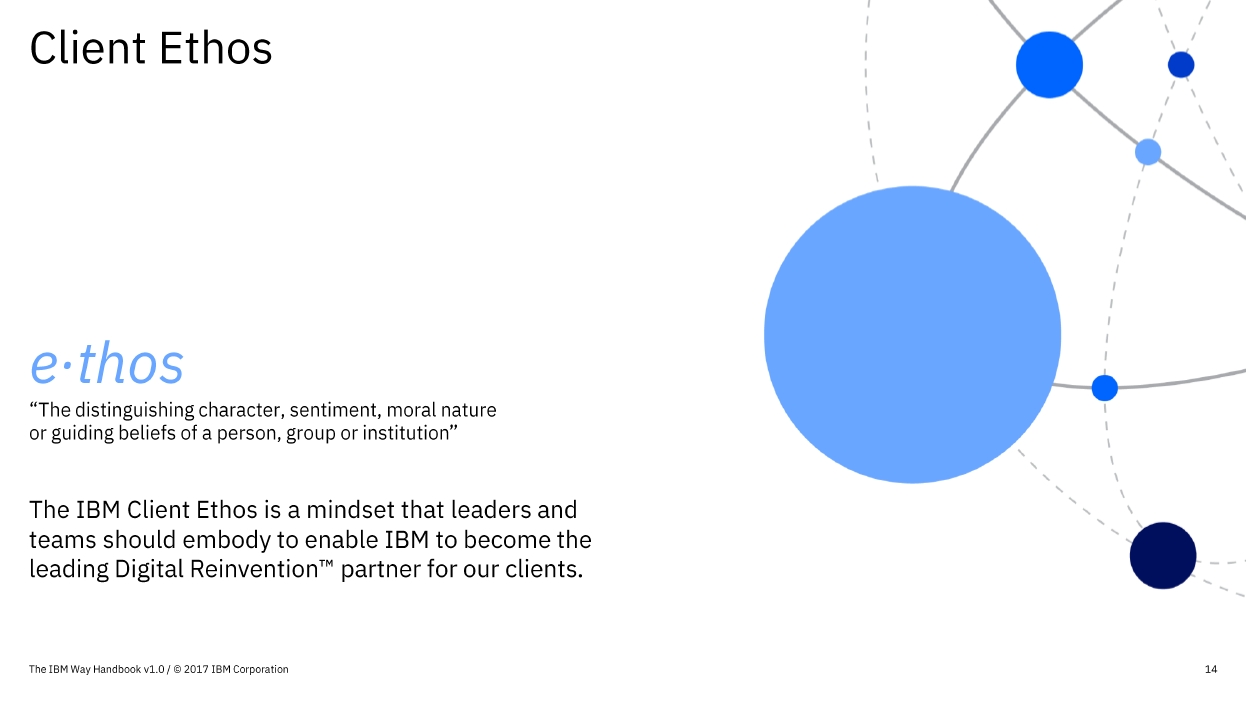 Client Ethos
e·thos
“The distinguishing character, sentiment, moral nature
or guiding beliefs of a person, group or institution”
The IBM Client Ethos is a mindset that leaders and
teams should embody to enable IBM to become the
leading Digital Reinvention™ partner for our clients.
The IBM Way Handbook v1.0 / © 2017 IBM Corporation
14